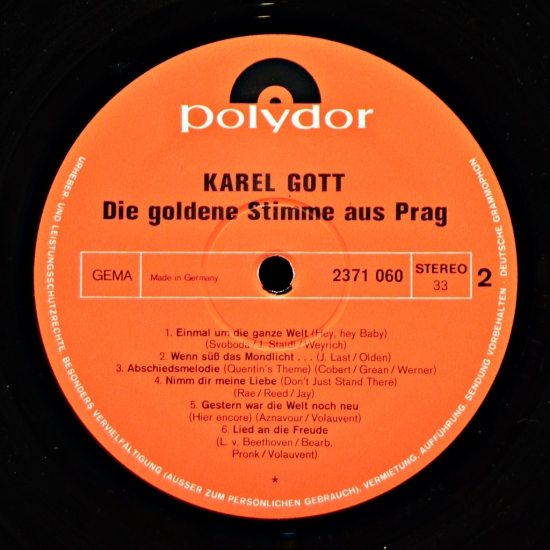 polydor
KAREL GOTT
Die goldene Stimme aus Prag
GEMA
Made in Germany
2371 060
STEREO
33
2
1. Einmal um die ganze Welt (Hey, hey Baby)
(Svoboda / J. Staidl / Weyrich)
2. Wenn süß das Mondlicht . . . (J. Last / Olden)
3. Abschiedsmelodie (Quentin's Theme) (Cobert / Grean / Werner)
4. Nimm dir meine Liebe (Don't Just Stand There)
(Rae / Reed / Jay)
5. Gestern war die Welt noch neu
(Hier encore) (Aznavour / Volauvent)
6. Lied an die Freude
(L. v. Beethoven / Bearb.
Pronk / Volauvent)
URHEBER- UND LEISTUNGSSCHUTZRECHTE, BESONDERS VERVIELFÄLTIGUNG (AUSSER ZUM PERSÖNLICHEN GEBRAUCH), VERMIETUNG, AUFFÜHRUNG, SENDUNG VORBEHALTEN · DEUTSCHE GRAMMOPHON